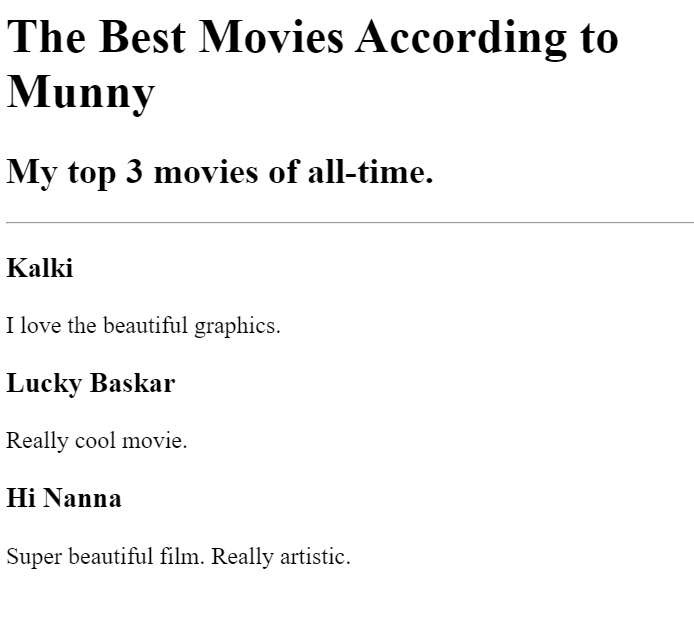 The Best Movies According to
Munny
My top 3 movies of all-time.
Kalki
I love the beautiful graphics.
Lucky Baskar
Really cool movie.
Hi Nanna
Super beautiful film. Really artistic.